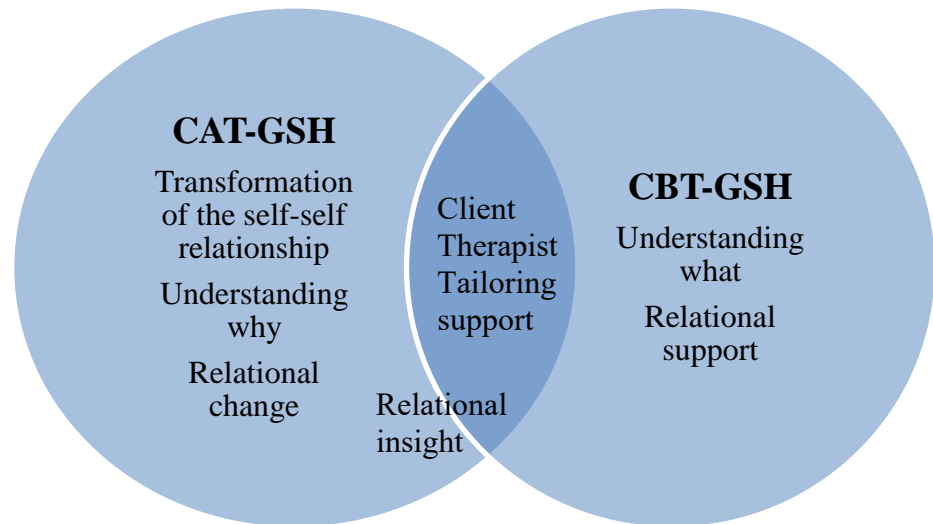 CAT-GSH
Transformation
of the self-self
relationship
Understanding
why
Relational
change
Client
Therapist
Tailoring
support
Relational
insight
CBT-GSH
Understanding
what
Relational
support